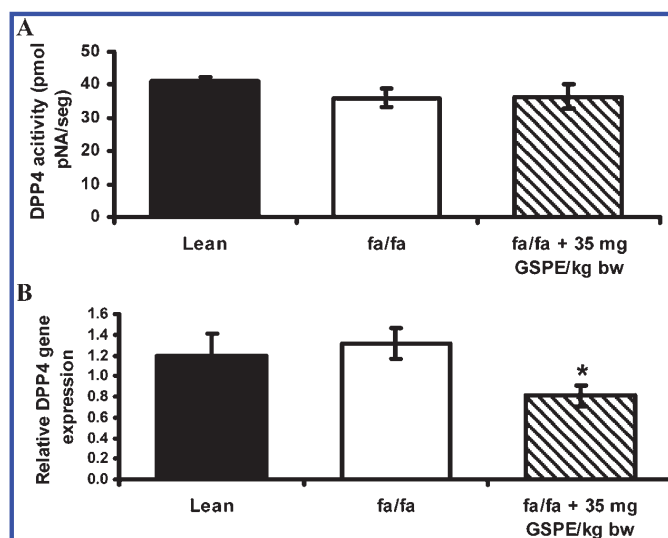 A
DPP4 acitivity (pmol
pNA/seg)
50
40
30
20
10
0
Lean
fa/fa
fa/fa + 35 mg
GSPE/kg bw
B
Relative DPP4 gene
expression
1.6
1.4
1.2
1.0
0.8
0.6
0.4
0.2
0.0
*
Lean
fa/fa
fa/fa + 35 mg
GSPE/kg bw